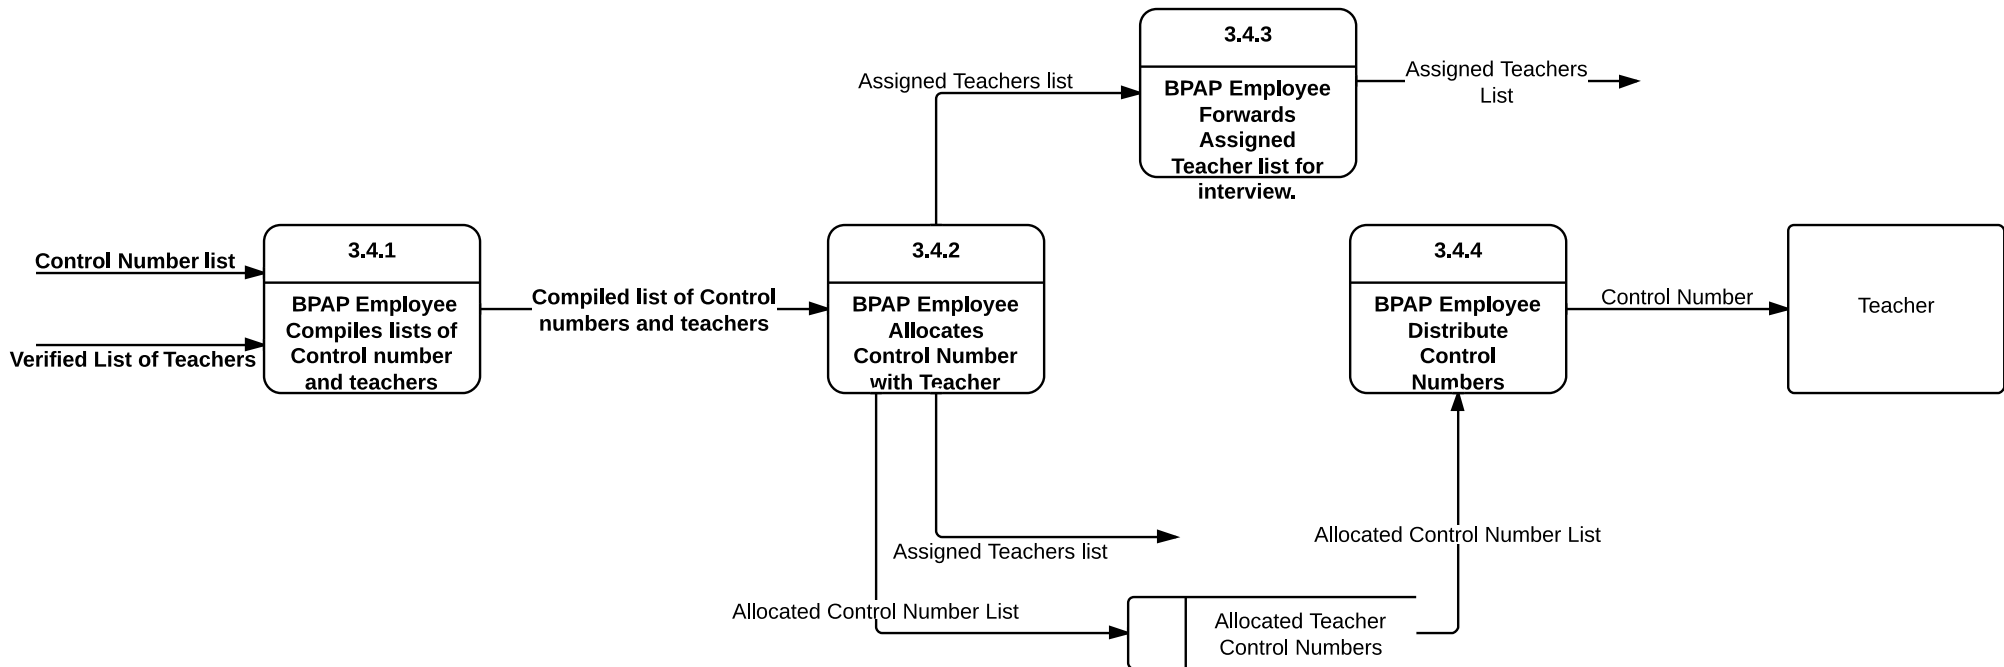 3.4.3
Assigned Teachers list
BPAP Employee
Forwards
Assigned
Teacher list for
interview.
Assigned Teachers
List
Control Number list
Verified List of Teachers
3.4.1
BPAP Employee
Compiles lists of
Control number
and teachers
Compiled list of Control
numbers and teachers
3.4.2
BPAP Employee
Allocates
Control Number
with Teacher
3.4.4
BPAP Employee
Distribute
Control
Numbers
Control Number
Teacher
Assigned Teachers list
Allocated Control Number List
Allocated Control Number List
Allocated Teacher
Control Numbers